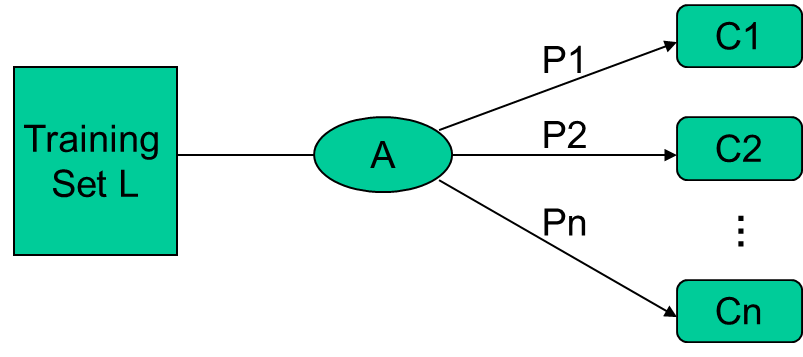 Training
Set L
A
P1
P2
Pn
C1
C2
⋮
Cn